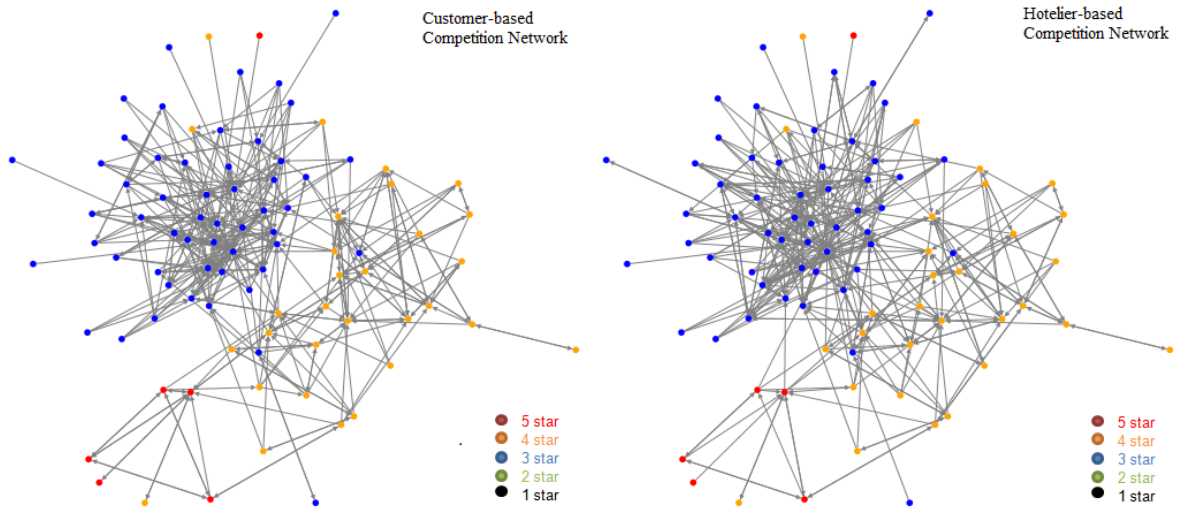 Customer-based
Competition Network
5 star
4 star
3 star
2 star
1 star
Hotelier-based
Competition Network
5 star
4 star
3 star
2 star
1 star